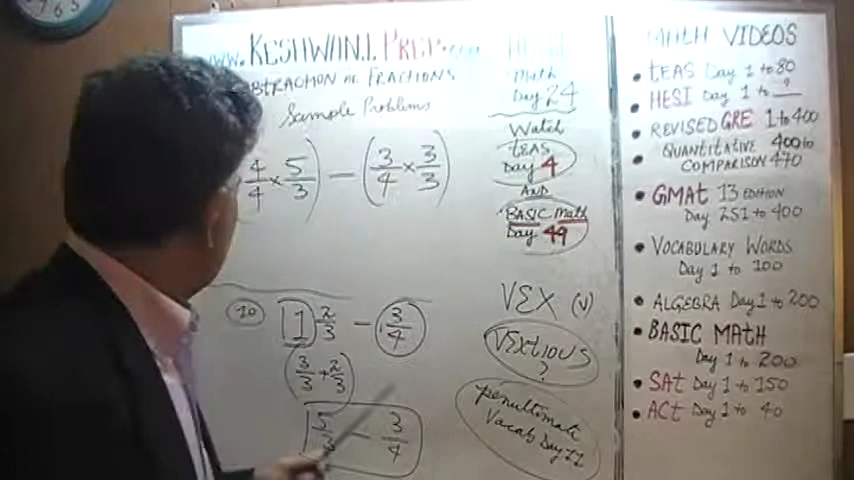 www.KESHWANI PREP.com
SUBTRACTION OF FRACTIONS
Sample Problems
4/4 × 5/3) — (3/4 × 3/3)
10 1 2/3 — 3/4
(3/3 + 2/3)
5/3 — 3/4
Math
Day 24
Watch
TEAS
Day 4
AND
BASIC Math
Day 49
VEX (v)
VEXTIOUS
?
penultimate
Vocab Day 22
MATH VIDEOS
• TEAS Day 1 to 80
• HESI Day 1 to 9
• REVISED GRE 1 to 400
• QUANTITATIVE 400 to
COMPARISON 470
• GMAT 13 EDITION
Day 251 to 400
• VOCABULARY WORDS
Day 1 to 100
• ALGEBRA Day 1 to 200
• BASIC MATH
Day 1 to 200
• SAT Day 1 to 150
• ACT Day 1 to 40
7 6 5